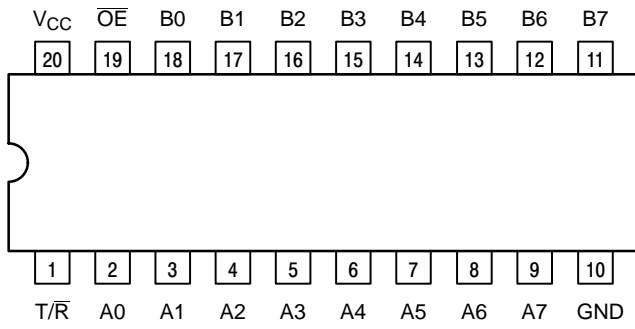 VCC O̅E̅ B0 B1 B2 B3 B4 B5 B6 B7
20 19 18 17 16 15 14 13 12 11
1 2 3 4 5 6 7 8 9 10
T/R̅ A0 A1 A2 A3 A4 A5 A6 A7 GND